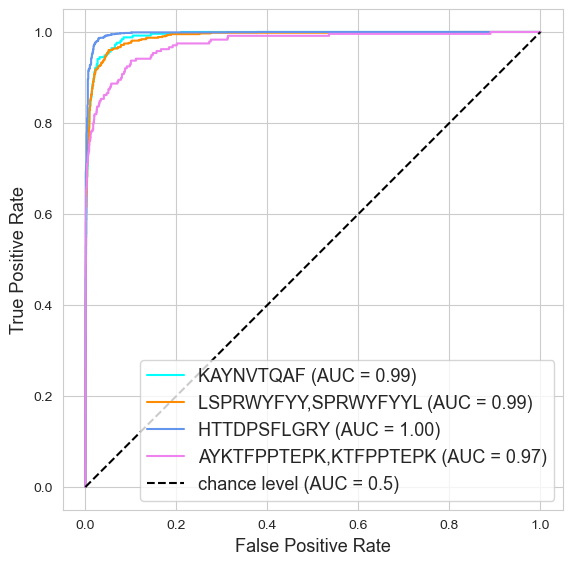 1.0
0.8
0.6
0.4
0.2
0.0
True Positive Rate
KAYNVTQAF (AUC = 0.99)
LSPRWYFYY,SPRWYFYYL (AUC = 0.99)
HTTDPSFLGRY (AUC = 1.00)
AYKTFPPTEPK,KTFPPTEPK (AUC = 0.97)
chance level (AUC = 0.5)
0.0 0.2 0.4 0.6 0.8 1.0
False Positive Rate